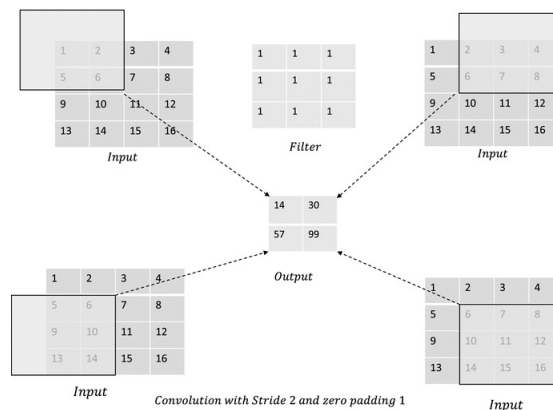 1 2 3 4
5 6 7 8
9 10 11 12
13 14 15 16
Input
1 1 1
1 1 1
1 1 1
Filter
1 2 3 4
5 6 7 8
9 10 11 12
13 14 15 16
Input
14 30
57 99
Output
1 2 3 4
5 6 7 8
9 10 11 12
13 14 15 16
Input
1 2 3 4
5 6 7 8
9 10 11 12
13 14 15 16
Input
Convolution with Stride 2 and zero padding 1